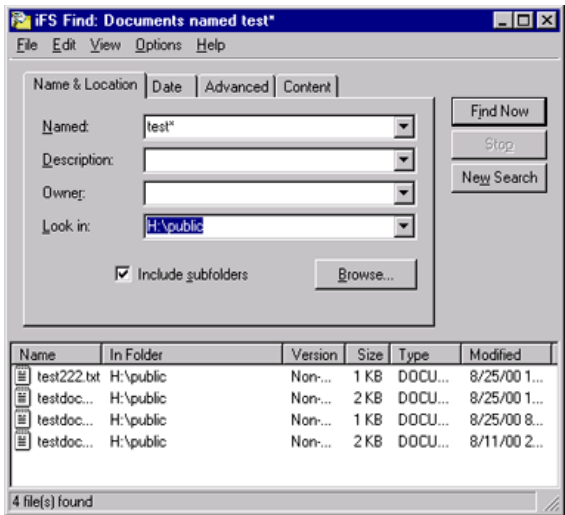 iFS Find: Documents named test*
File Edit View Options Help
Name & Location Date Advanced Content
Named: test*
Description:
Owner:
Look in: H:\public
Include subfolders Browse...
Find Now
Stop
New Search
Name In Folder Version Size Type Modified
test222.txt H:\public Non-... 1 KB DOCU... 8/25/00 1...
testdoc... H:\public Non-... 2 KB DOCU... 8/25/00 1...
testdoc... H:\public Non-... 1 KB DOCU... 8/25/00 8...
testdoc... H:\public Non-... 2 KB DOCU... 8/11/00 2...
4 file(s) found